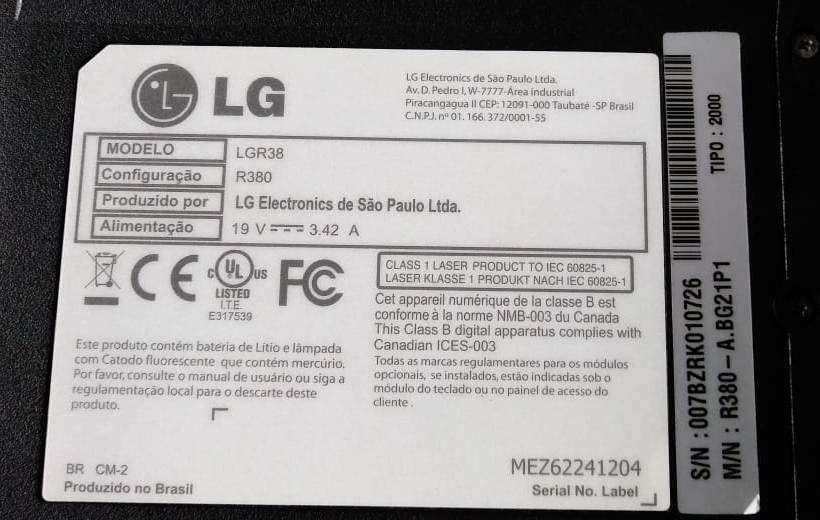 LG
LG Electronics de São Paulo Ltda.
Av. D. Pedro I, W-7777-Área industrial
Piracangagua II CEP: 12091-000 Taubaté -SP Brasil
C.N.P.J. nº 01. 166. 372/0001-55
MODELO LGR38
Configuração R380
Produzido por LG Electronics de São Paulo Ltda.
Alimentação 19 V 3.42 A
CE
C UL US
LISTED
I.T.E.
E317539
FC
CLASS 1 LASER PRODUCT TO IEC 60825-1
LASER KLASSE 1 PRODUKT NACH IEC 60825-1
Cet appareil numérique de la classe B est
conforme à la norme NMB-003 du Canada
This Class B digital apparatus complies with
Canadian ICES-003
Este produto contém bateria de Lítio e lâmpada
com Catodo fluorescente que contém mercúrio.
Por favor, consulte o manual de usuário ou siga a
regulamentação local para o descarte deste
produto.
Todas as marcas regulamentares para os módulos
opcionais, se instalados, estão indicadas sob o
módulo do teclado ou no painel de acesso do
cliente .
BR CM-2
Produzido no Brasil
MEZ62241204
Serial No. Label
TIPO : 2000
S/N : 007BZRK010726
M/N : R380 – A.BG21P1